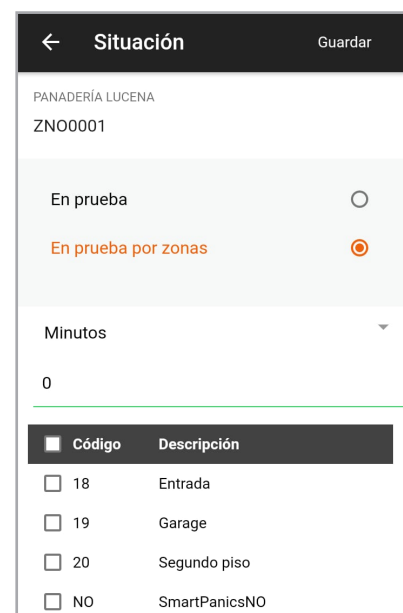 Situación Guardar
PANADERÍA LUCENA
ZNO0001
En prueba
En prueba por zonas
Minutos
0
Código Descripción
18 Entrada
19 Garage
20 Segundo piso
NO SmartPanicsNO